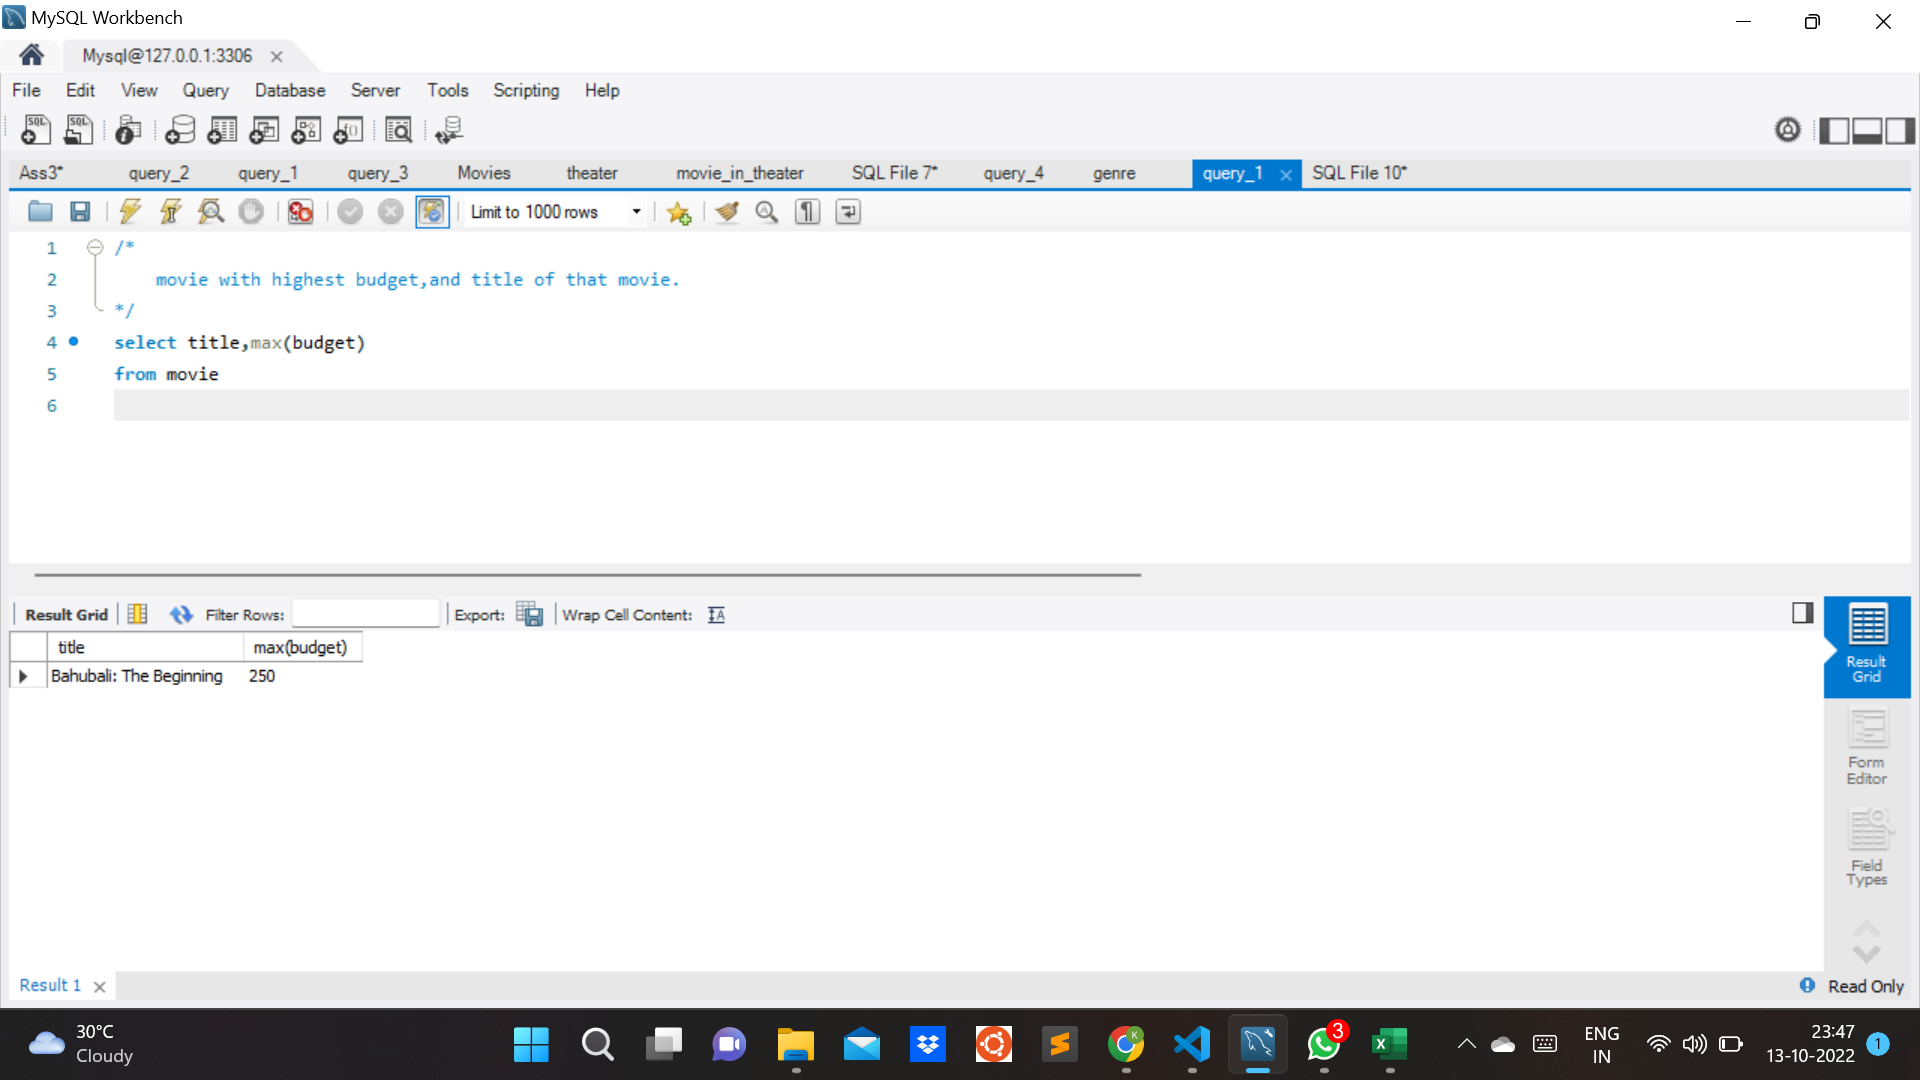 MySQL Workbench
Mysql@127.0.0.1:3306
File Edit View Query Database Server Tools Scripting Help
SQL SQL
Ass3* query_2 query_1 query_3 Movies theater movie_in_theater SQL File 7* query_4 genre query_1 SQL File 10*
Limit to 1000 rows
1 /*
2 movie with highest budget,and title of that movie.
3 */
4 select title,max(budget)
5 from movie
6
Result Grid Filter Rows: Export: Wrap Cell Content:
title max(budget)
Bahubali: The Beginning 250
Result
Grid
Form
Editor
Field
Types
Result 1
Read Only
30°C
Cloudy
K
3
ENG
IN
23:47
13-10-2022
1